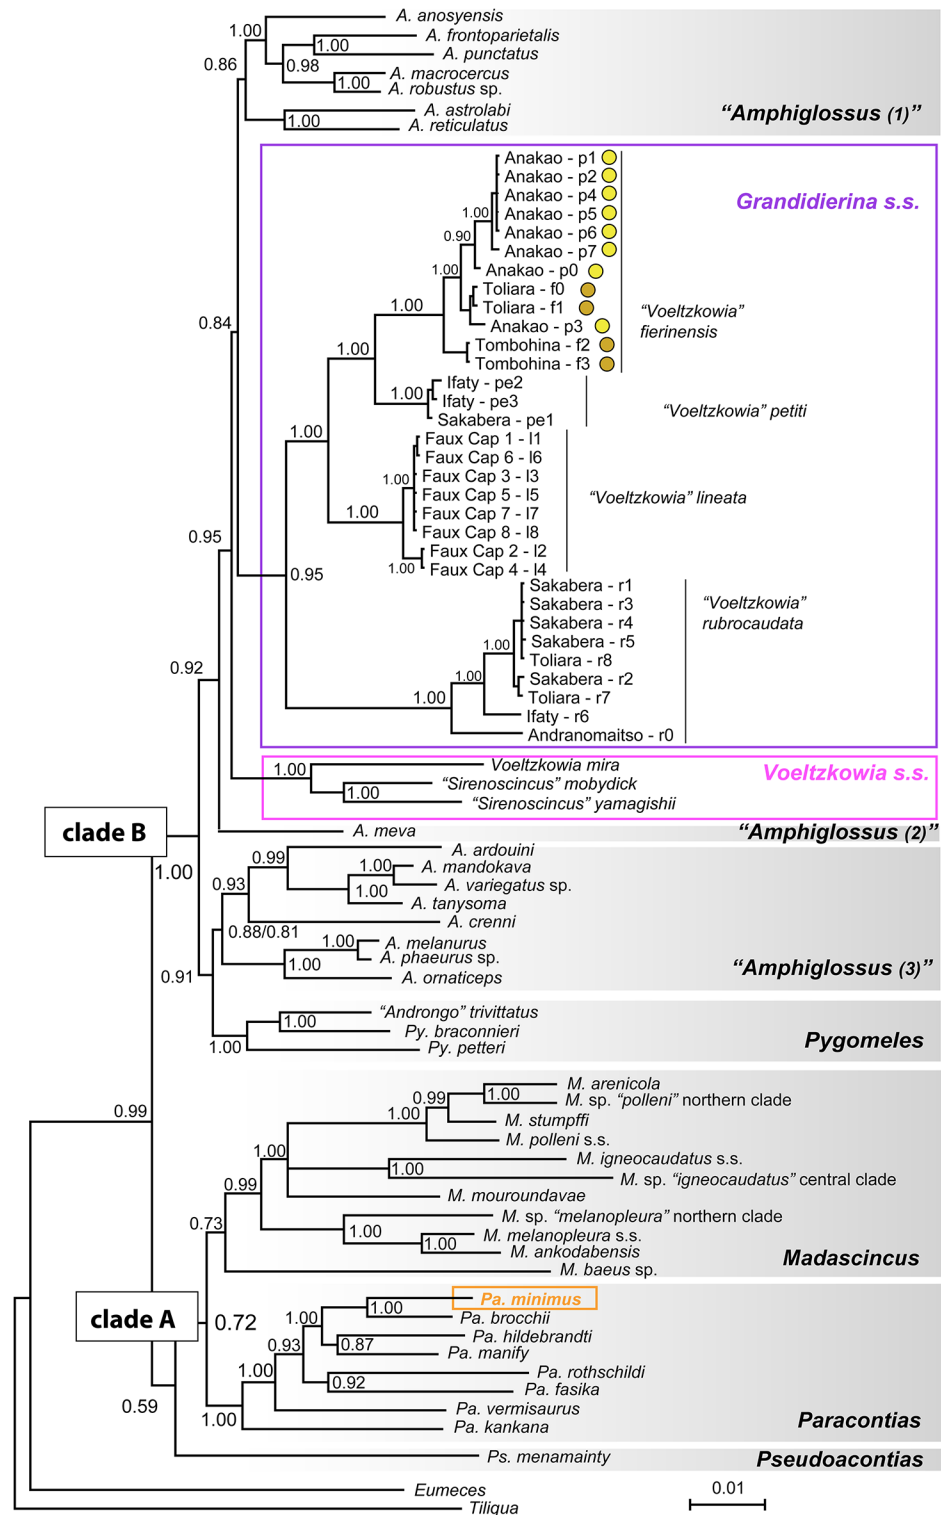 A. anosyensis
1.00
A. frontoparietalis
1.00
A. punctatus
0.86
0.98
A. macrocercus
1.00
A. robustus sp.
A. astrolabi
1.00
A. reticulatus
“Amphiglossus (1)”
Anakao - p1
Anakao - p2
Anakao - p4
Grandidierina s.s.
Anakao - p5
1.00
Anakao - p6
0.90
Anakao - p7
1.00
Anakao - p0
Toliara - f0
1.00
Toliara - f1
“Voeltzkowia”
fierinensis
0.84
Anakao - p3
Tombohina - f2
1.00
Tombohina - f3
Ifaty - pe2
1.00
Ifaty - pe3
“Voeltzkowia” petiti
Sakabera - pe1
1.00
Faux Cap 1 - l1
Faux Cap 6 - l6
1.00
Faux Cap 3 - l3
Faux Cap 5 - l5
“Voeltzkowia” lineata
1.00
Faux Cap 7 - l7
Faux Cap 8 - l8
0.95
Faux Cap 2 - l2
1.00
Faux Cap 4 - l4
0.95
Sakabera - r1
Sakabera - r3
“Voeltzkowia”
rubrocaudata
Sakabera - r4
Sakabera - r5
1.00
Toliara - r8
0.92
1.00
Sakabera - r2
1.00
Toliara - r7
Ifaty - r6
Andranomaitso - r0
1.00
Voeltzkowia mira
Voeltzkowia s.s.
“Sirenoscincus” mobydick
1.00
“Sirenoscincus” yamagishii
clade B
A. meva
“Amphiglossus (2)”
1.00
A. ardouini
0.99
1.00
A. mandokava
0.93
1.00
A. variegatus sp.
A. tanysoma
A. crenni
0.88/0.81
1.00
A. melanurus
A. phaeurus sp.
1.00
“Amphiglossus (3)”
0.91
A. ornaticeps
“Androngo” trivittatus
1.00
Py. braconnieri
1.00
Py. petteri
Pygomeles
M. arenicola
0.99
1.00
M. sp. “polleni” northern clade
0.99
1.00
M. stumpffi
M. polleni s.s.
1.00
M. igneocaudatus s.s.
1.00
M. sp. “igneocaudatus” central clade
0.99
M. mouroundavae
0.73
M. sp. “melanopleura” northern clade
1.00
M. melanopleura s.s.
1.00
M. ankodabensis
Madascincus
M. baeus sp.
Pa. minimus
1.00
clade A
0.72
1.00
Pa. brocchii
Pa. hildebrandti
0.93
0.87
Pa. manify
1.00
Pa. rothschildi
0.92
Pa. fasika
0.59
Pa. vermisaurus
1.00
Pa. kankana
Paracontias
Ps. menamainty
Pseudoacontias
Eumeces
0.01
Tiliqua